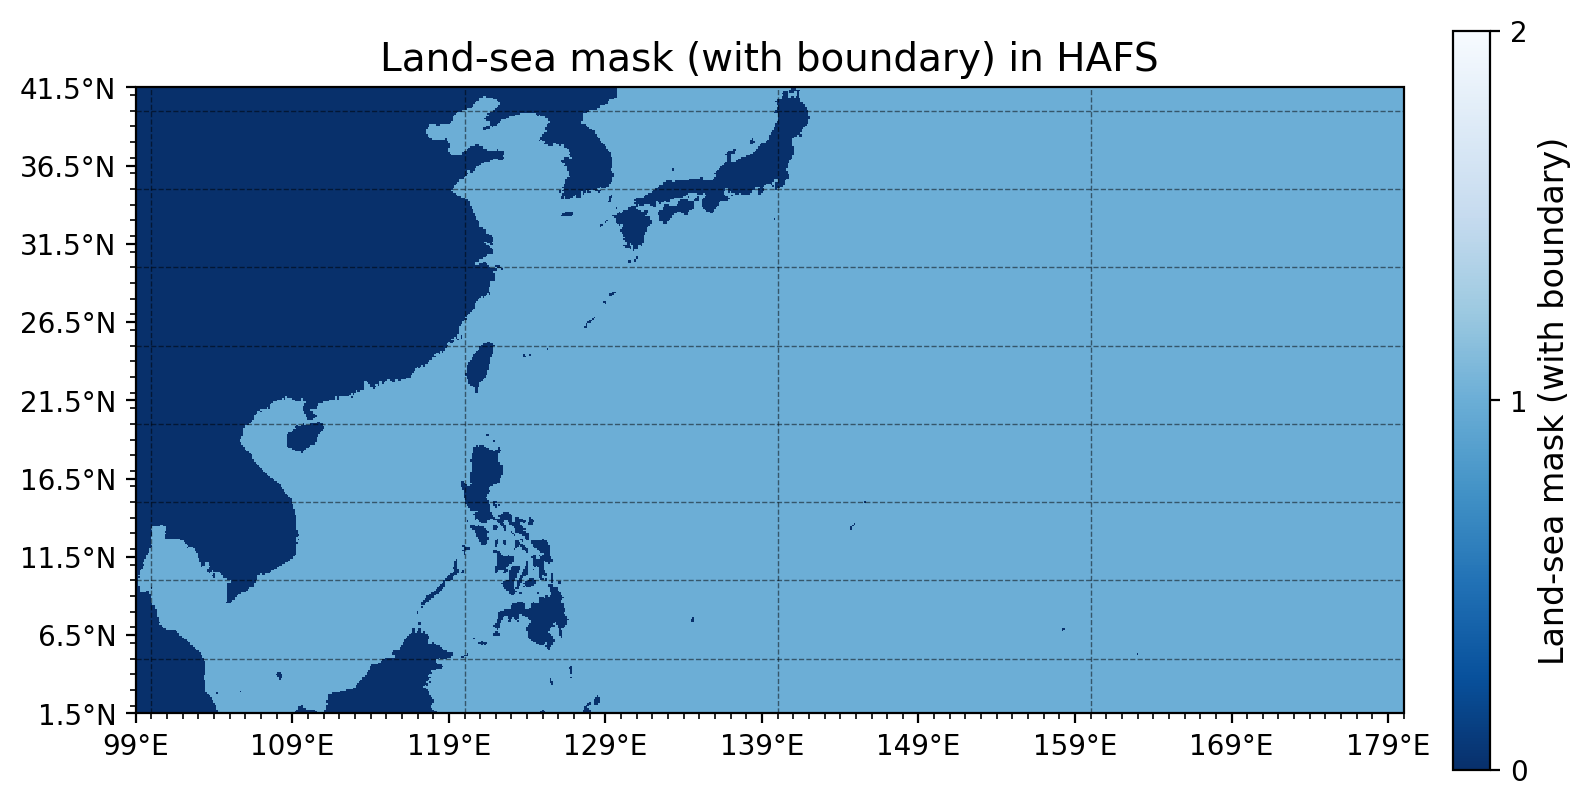 Land-sea mask (with boundary) in HAFS
41.5°N
36.5°N
31.5°N
26.5°N
21.5°N
16.5°N
11.5°N
6.5°N
1.5°N
99°E
109°E
119°E
129°E
139°E
149°E
159°E
169°E
179°E
2
1
0
Land-sea mask (with boundary)